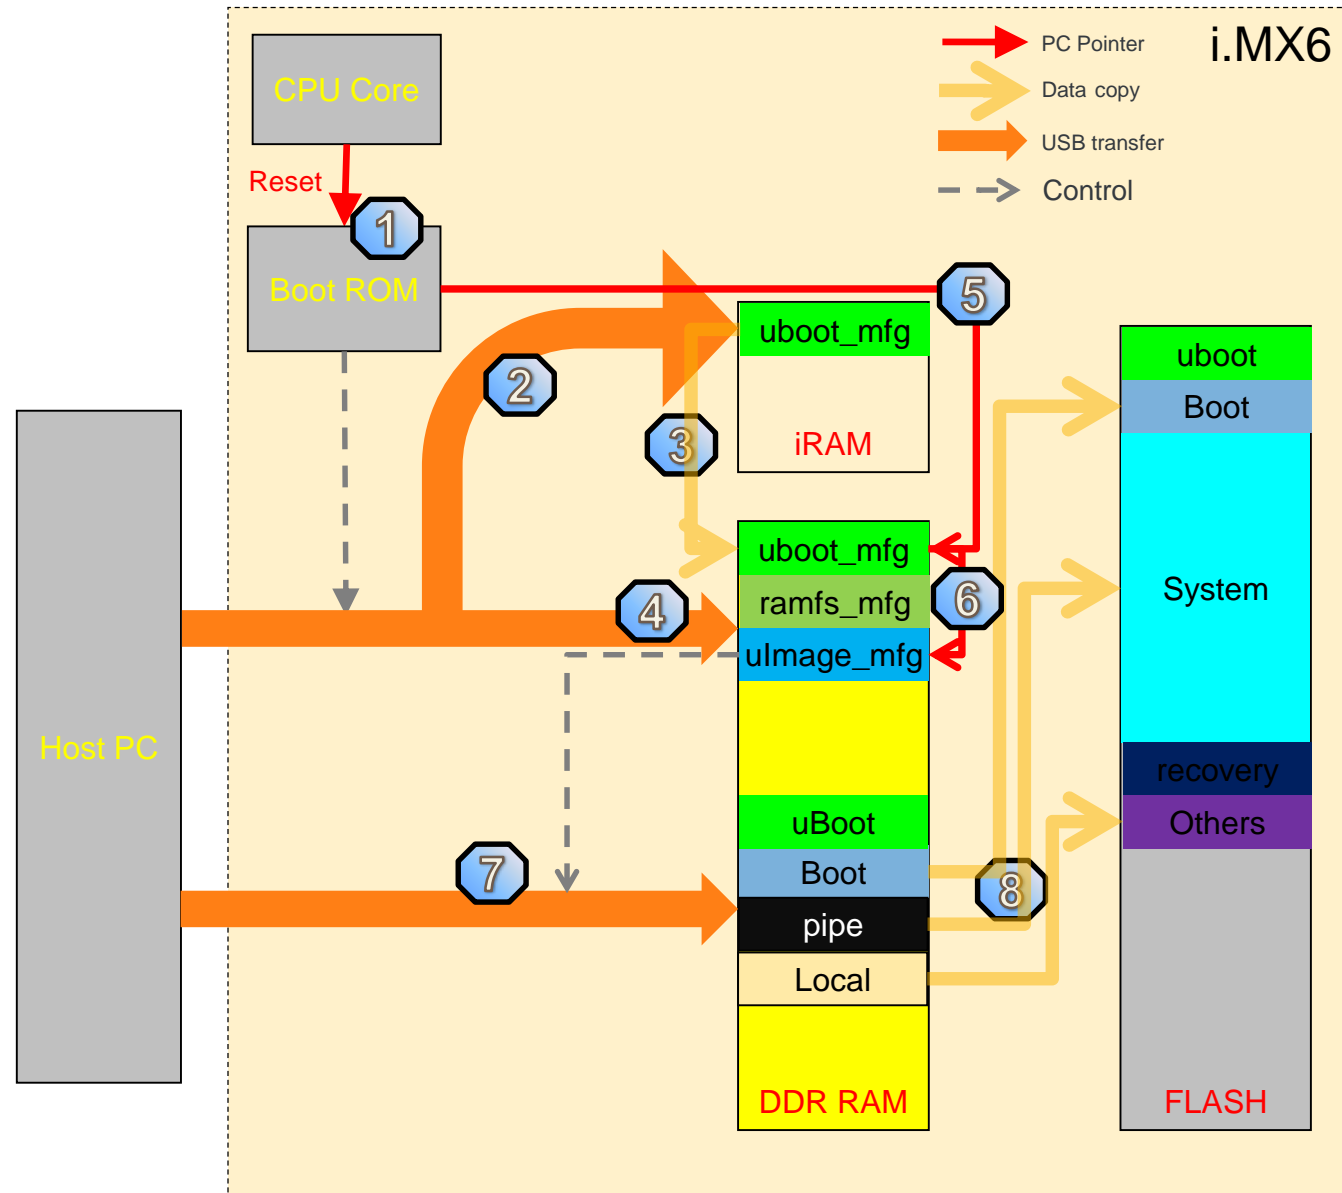 i.MX6
PC Pointer
Data copy
USB transfer
Control
CPU Core
Reset
1
Boot ROM
5
2
uboot_mfg
3
iRAM
uboot
Boot
System
recovery
Others
FLASH
uboot_mfg
4
ramfs_mfg
6
uImage_mfg
Host PC
uBoot
7
Boot
8
pipe
Local
DDR RAM